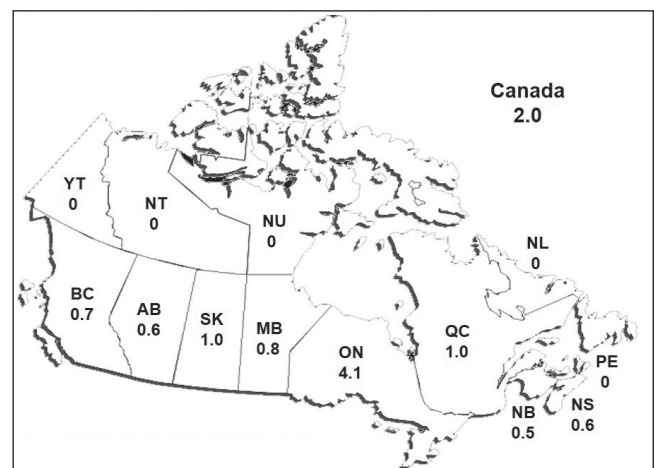 Canada
2.0
YT
0
NT
0
NU
0
NL
0
BC
0.7
AB
0.6
SK
1.0
MB
0.8
ON
4.1
QC
1.0
PE
0
NB
0.5
NS
0.6